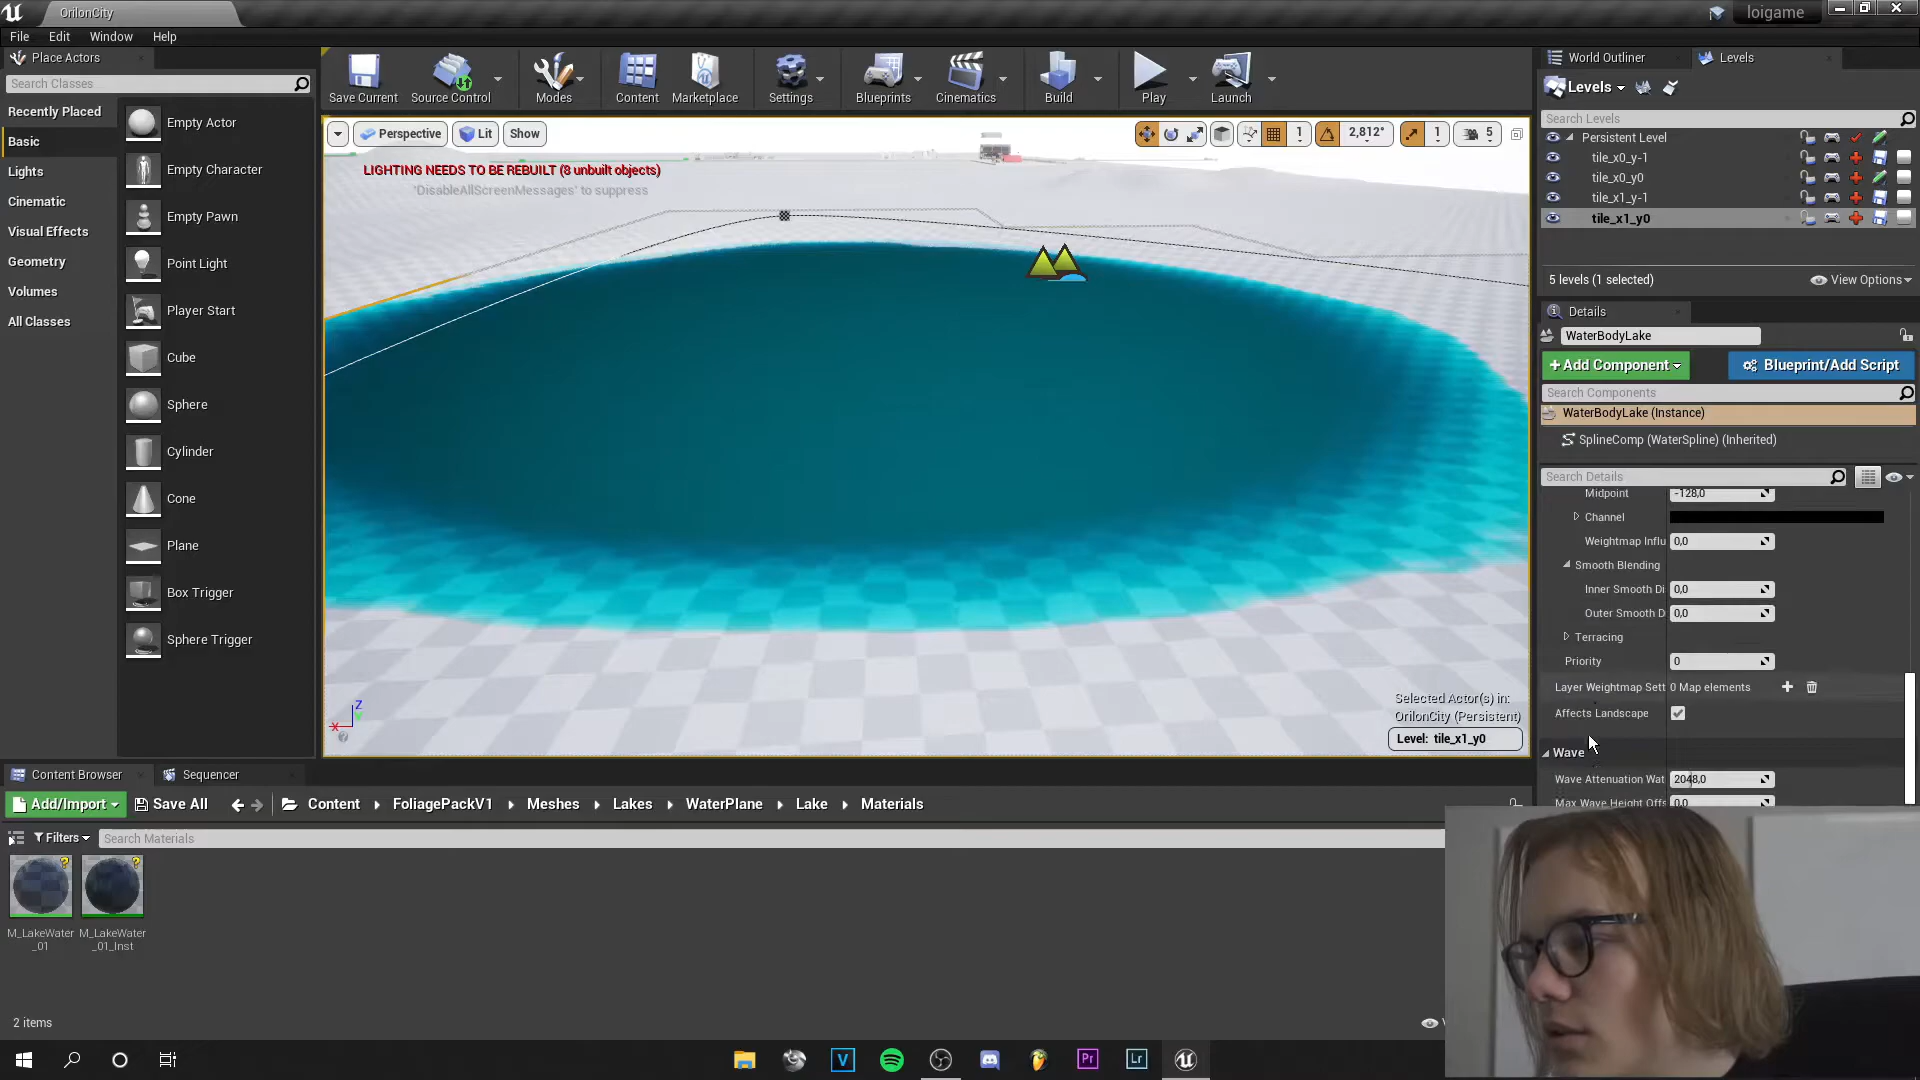 OrilonCity
loigame
File Edit Window Help
Place Actors
Search Classes
Recently Placed
Basic
Lights
Cinematic
Visual Effects
Geometry
Volumes
All Classes
Empty Actor
Empty Character
Empty Pawn
Point Light
Player Start
Cube
Sphere
Cylinder
Cone
Plane
Box Trigger
Sphere Trigger
Save Current
Source Control
Modes
Content
Marketplace
Settings
Blueprints
Cinematics
Build
Play
Launch
Perspective
Lit
Show
1
2,812°
1
5
LIGHTING NEEDS TO BE REBUILT (8 unbuilt objects)
'DisableAllScreenMessages' to suppress
Z
Y
X
Selected Actor(s) in:
OrilonCity (Persistent)
Level: tile_x1_y0
World Outliner
Levels
Levels
Search Levels
Persistent Level
tile_x0_y-1
tile_x0_y0
tile_x1_y-1
tile_x1_y0
5 levels (1 selected)
View Options
Details
WaterBodyLake
+Add Component
Blueprint/Add Script
Search Components
WaterBodyLake (Instance)
SplineComp (WaterSpline) (Inherited)
Search Details
Midpoint -128,0
Channel
Weightmap Influ 0,0
Smooth Blending
Inner Smooth Di 0,0
Outer Smooth D 0,0
Terracing
Priority 0
Layer Weightmap Sett 0 Map elements
Affects Landscape
Wave
Wave Attenuation Wat 2048,0
Max Wave Height Offs 0,0
Content Browser
Sequencer
Add/Import
Save All
Content
FoliagePackV1
Meshes
Lakes
WaterPlane
Lake
Materials
Filters
Search Materials
M_LakeWater
_01
M_LakeWater
_01_Inst
2 items
V
Pr
Lr